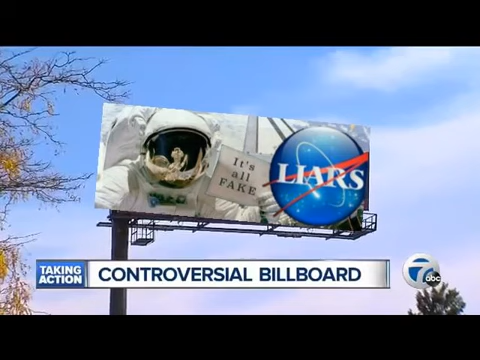 It's
all
FAKE
LIARS
TAKING
ACTION
CONTROVERSIAL BILLBOARD
7
abc